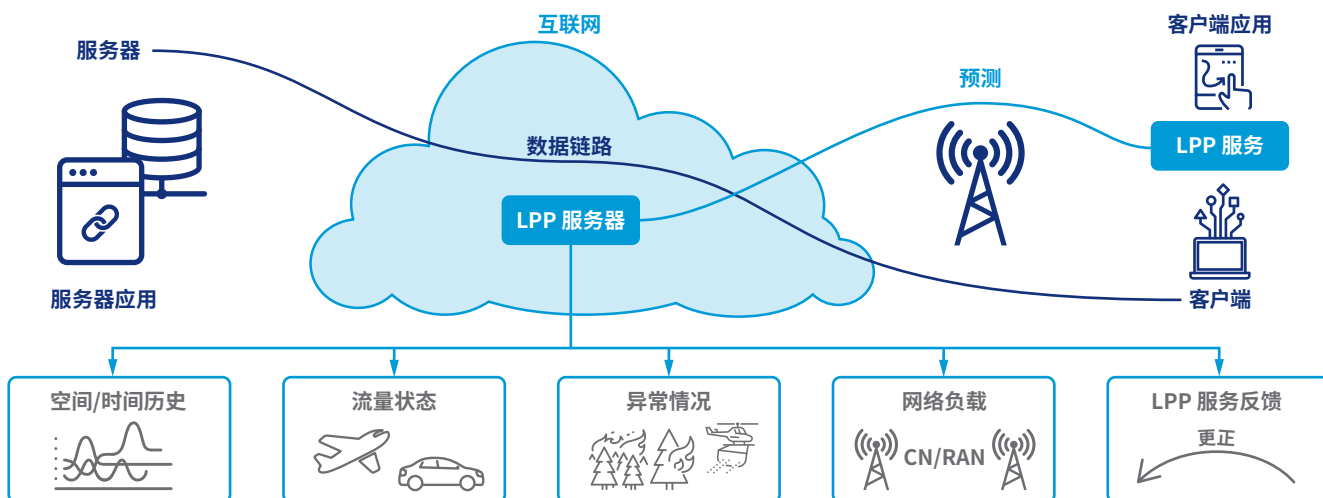 互联网
客户端应用
服务器
预测
数据链路
LPP 服务
LPP 服务器
服务器应用
客户端
空间/时间历史
流量状态
异常情况
网络负载
LPP 服务反馈
更正
CN/RAN